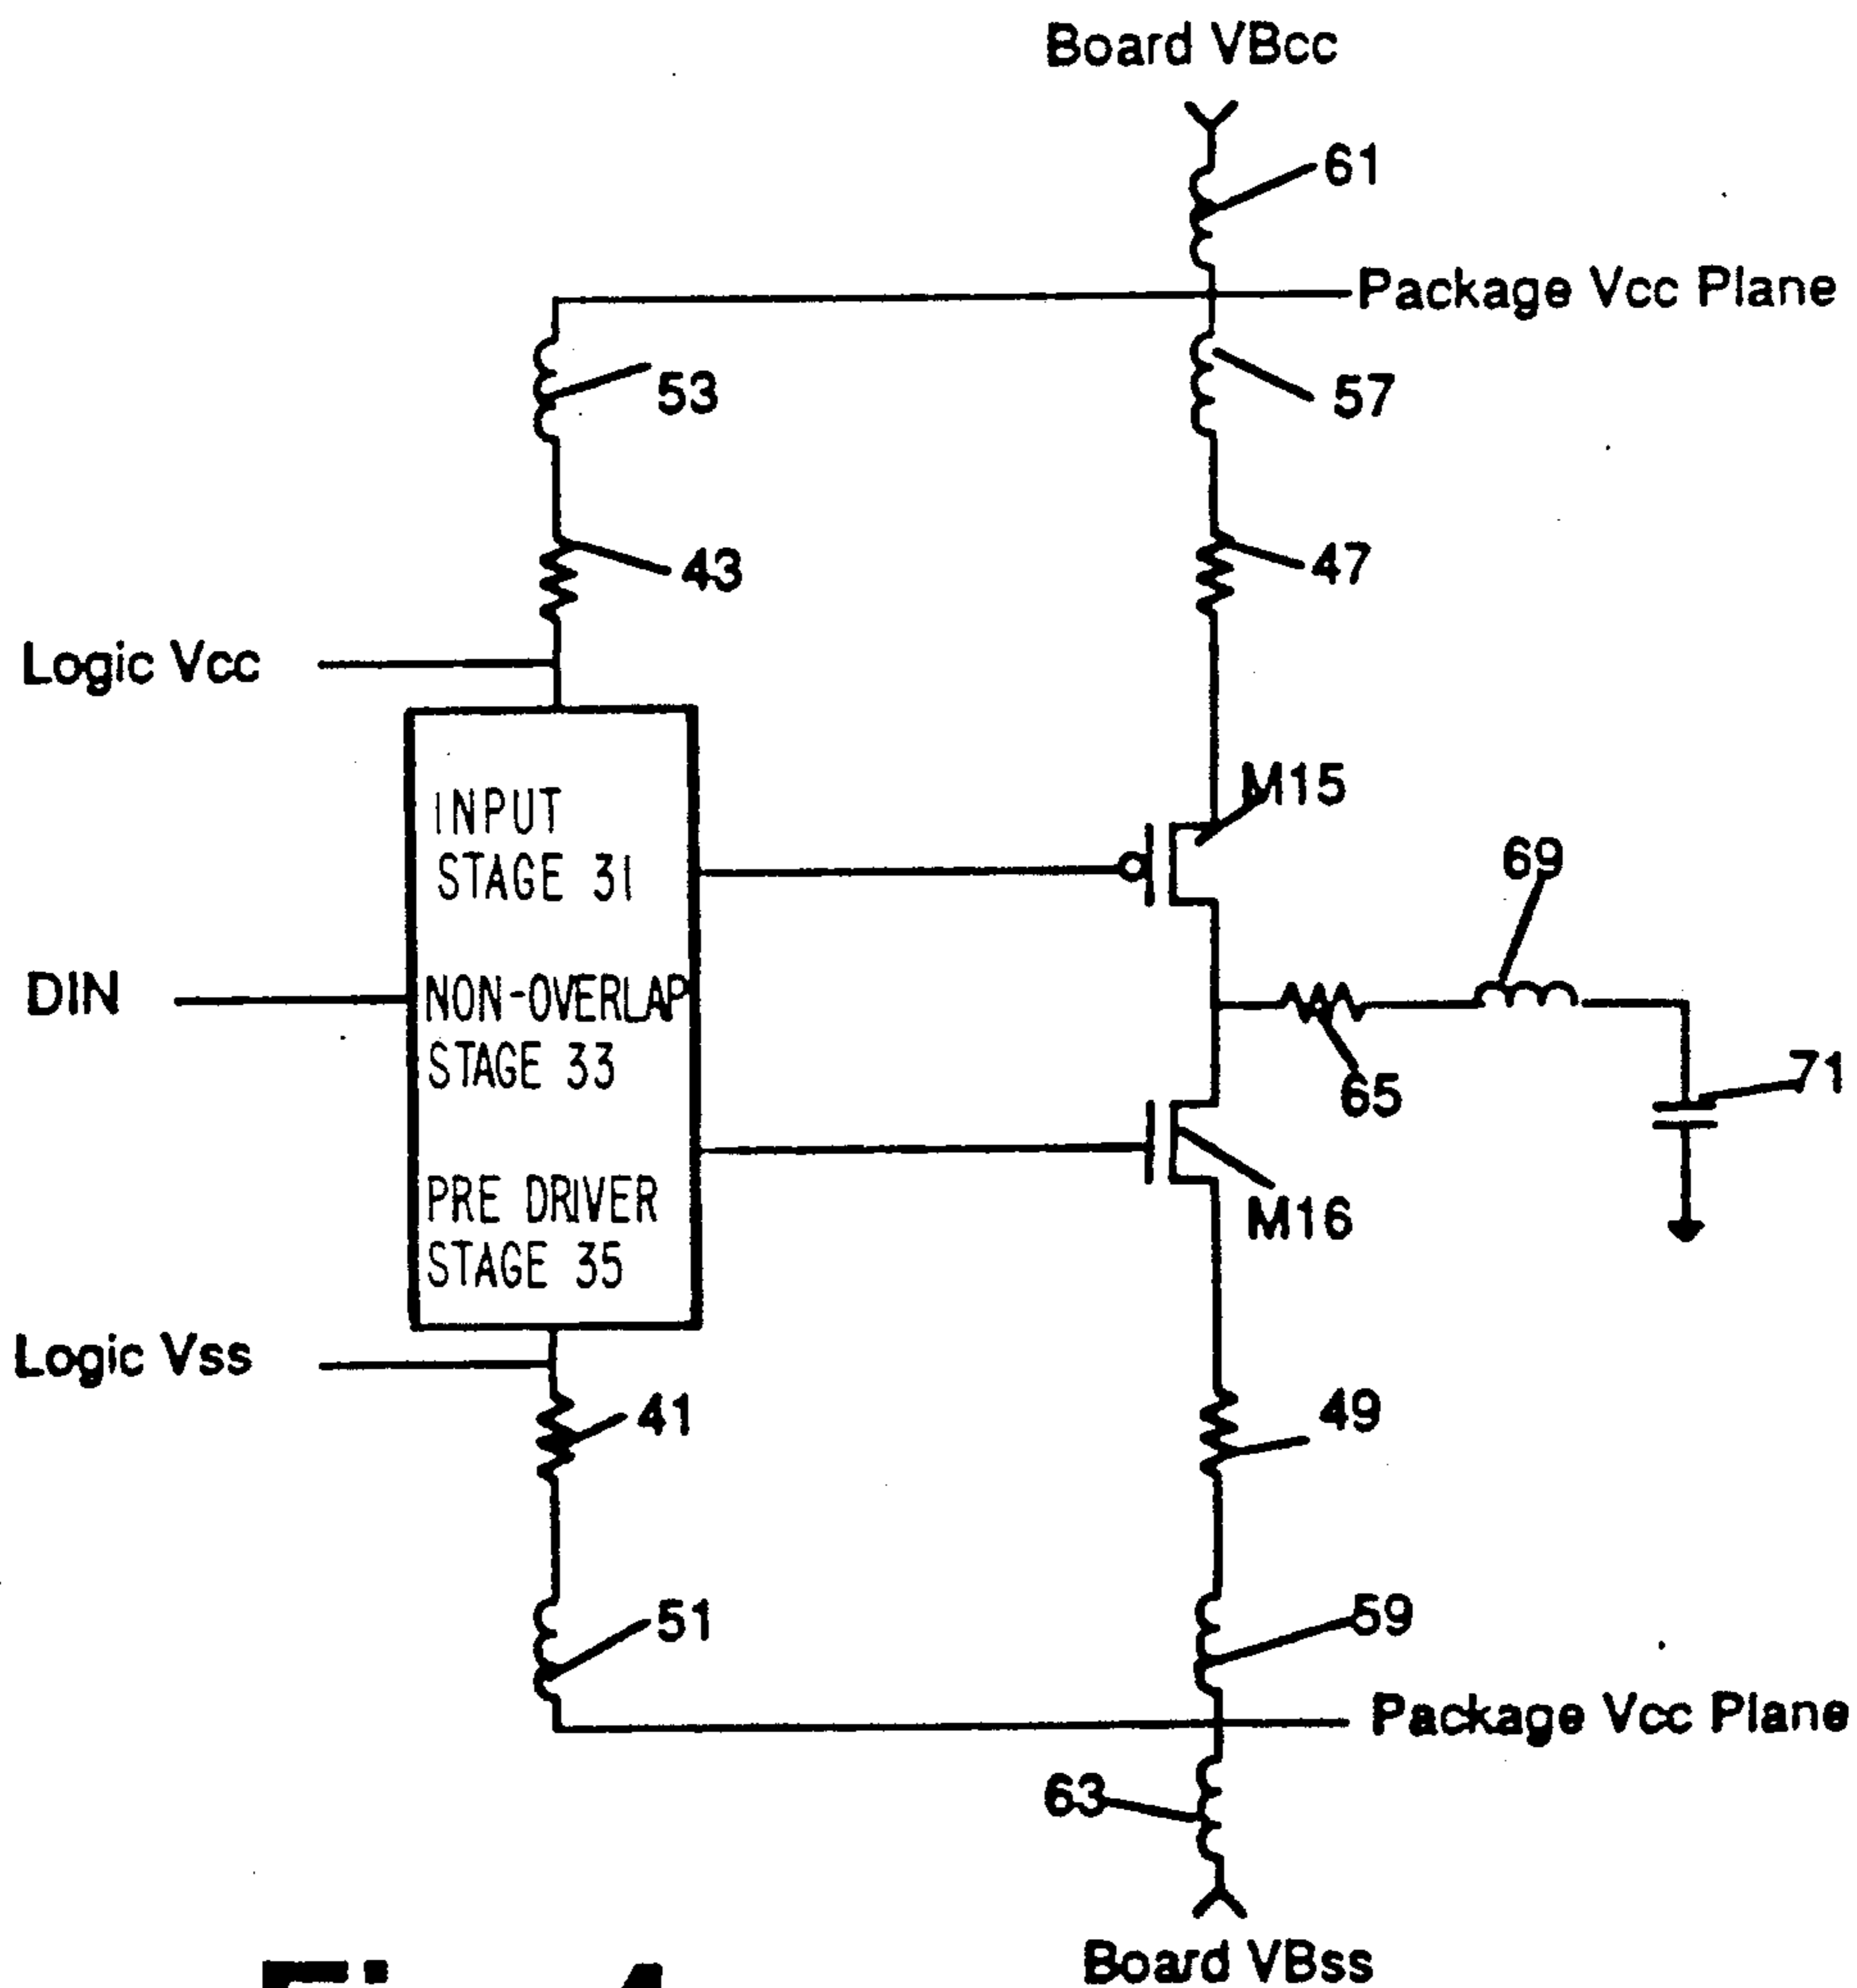 Board VBcc
61
Package Vcc Plane
53
57
43
47
Logic Vcc
M15
INPUT
STAGE 31
69
DIN
NON-OVERLAP
STAGE 33
65
71
PRE DRIVER
STAGE 35
M16
Logic Vss
41
49
51
59
Package Vcc Plane
63
Board VBss